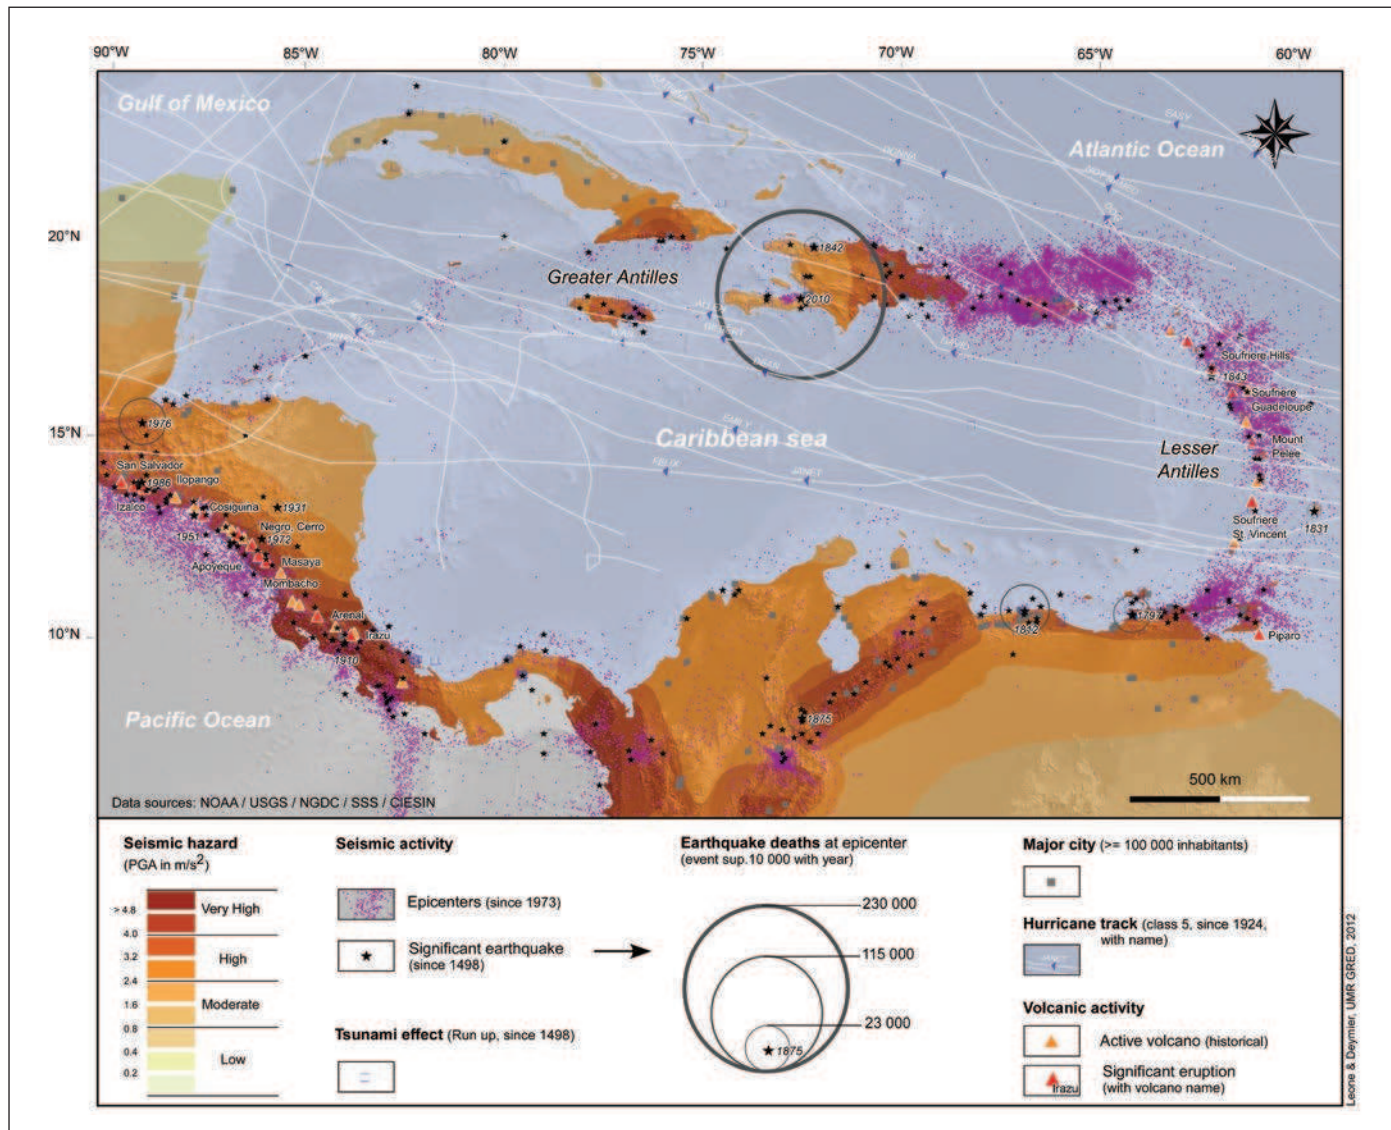 90°W 85°W 80°W 75°W 70°W 65°W 60°W
Gulf of Mexico
Atlantic Ocean
20°N
1842
Greater Antilles
2010
Soufriere Hills
1843
Soufriere
Guadeloupe
15°N
1976
Caribbean sea
Lesser
Antilles
Mount
Pelee
San Salvador
Ilopango
1986
Izalco
Cosiguina
1931
FELIX
JANET
EMILY
1951
Negro, Cerro
1972
Apoyeque
Masaya
Mombacho
Soufriere
St. Vincent
1831
Arenal
Irazu
10°N
1910
1797
Piparo
Pacific Ocean
1875
500 km
Data sources: NOAA / USGS / NGDC / SSS / CIESIN
Seismic hazard
(PGA in m/s2)
> 4.8
4.0
3.2
2.4
1.6
0.8
0.4
0.2
Very High
High
Moderate
Low
Seismic activity
Epicenters (since 1973)
Significant earthquake
(since 1498)
Tsunami effect (Run up, since 1498)
Earthquake deaths at epicenter
(event sup.10 000 with year)
230 000
115 000
23 000
1875
Major city (>= 100 000 inhabitants)
Hurricane track (class 5, since 1924,
with name)
JANET
Volcanic activity
Active volcano (historical)
Significant eruption
(with volcano name)
Irazu
Leone & Deymier, UMR GRED, 2012